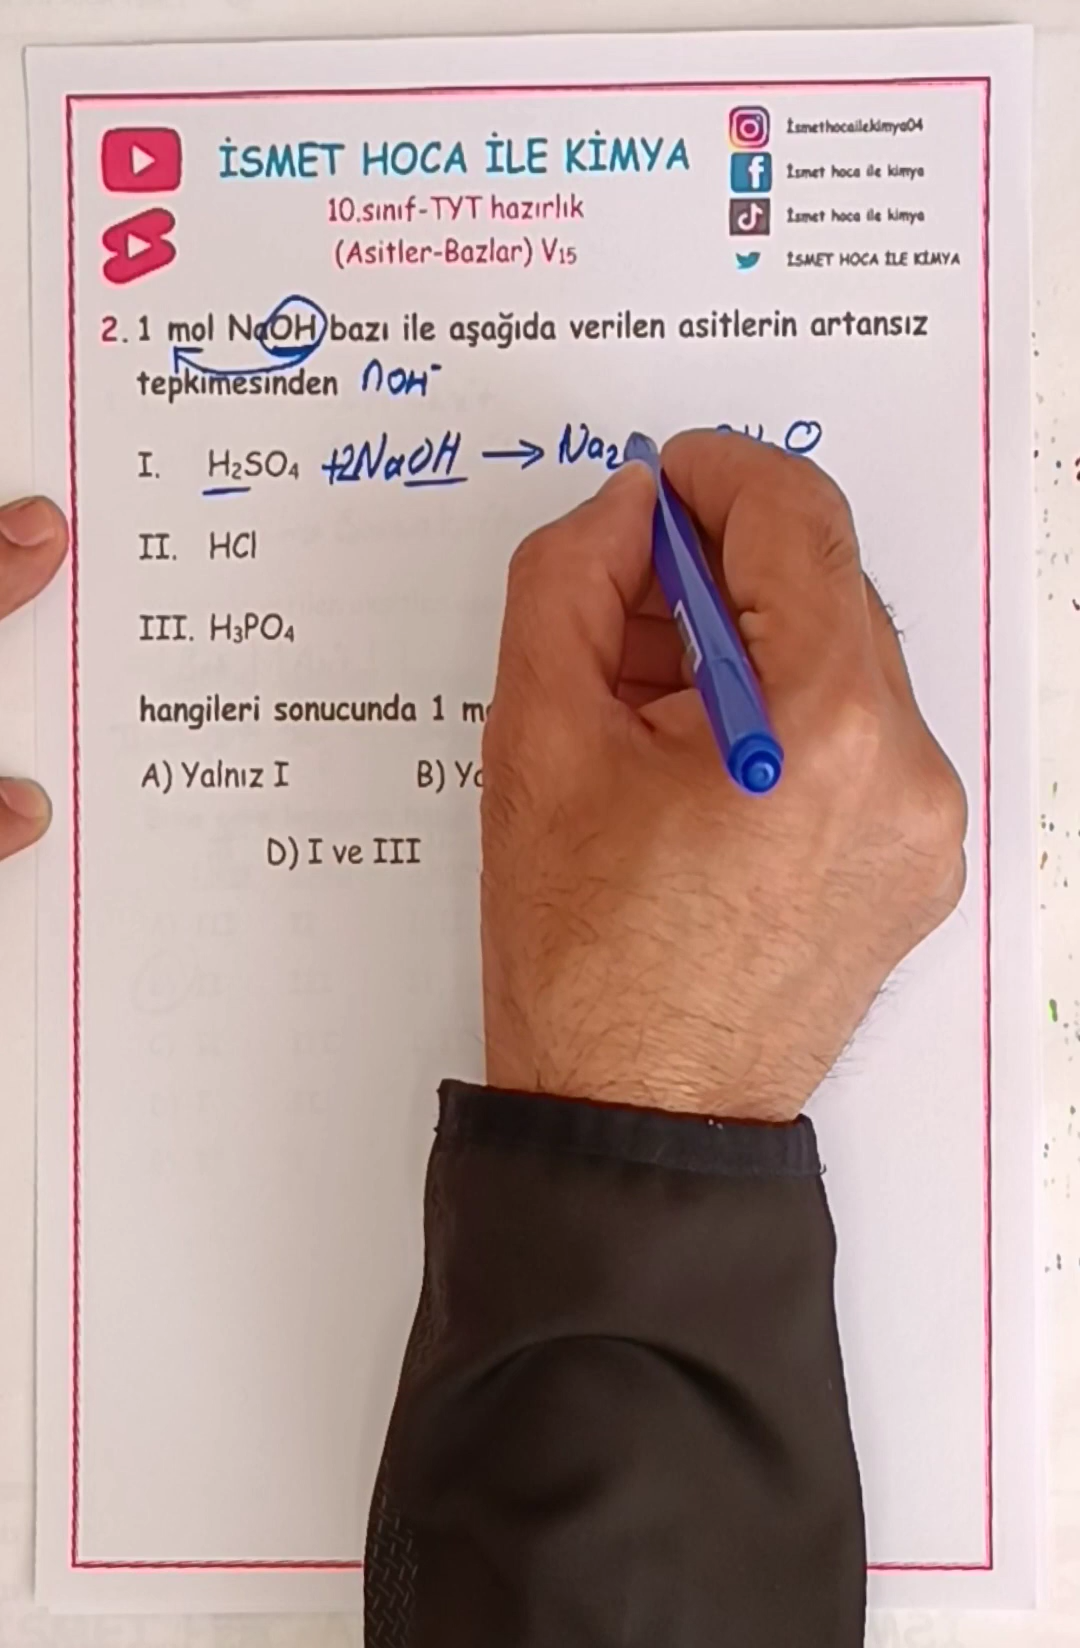 İSMET HOCA İLE KİMYA
10.sınıf-TYT hazırlık
(Asitler-Bazlar) V15
İsmethocailekimya04
İsmet hoca ile kimya
İsmet hoca ile kimya
İSMET HOCA İLE KİMYA
2. 1 mol NaOH bazı ile aşağıda verilen asitlerin artansız
tepkimesinden nOH⁻
I. H₂SO₄ +2NaOH → Na₂ O
II. HCl
III. H₃PO₄
hangileri sonucunda 1
A) Yalnız I B)
D) I ve III